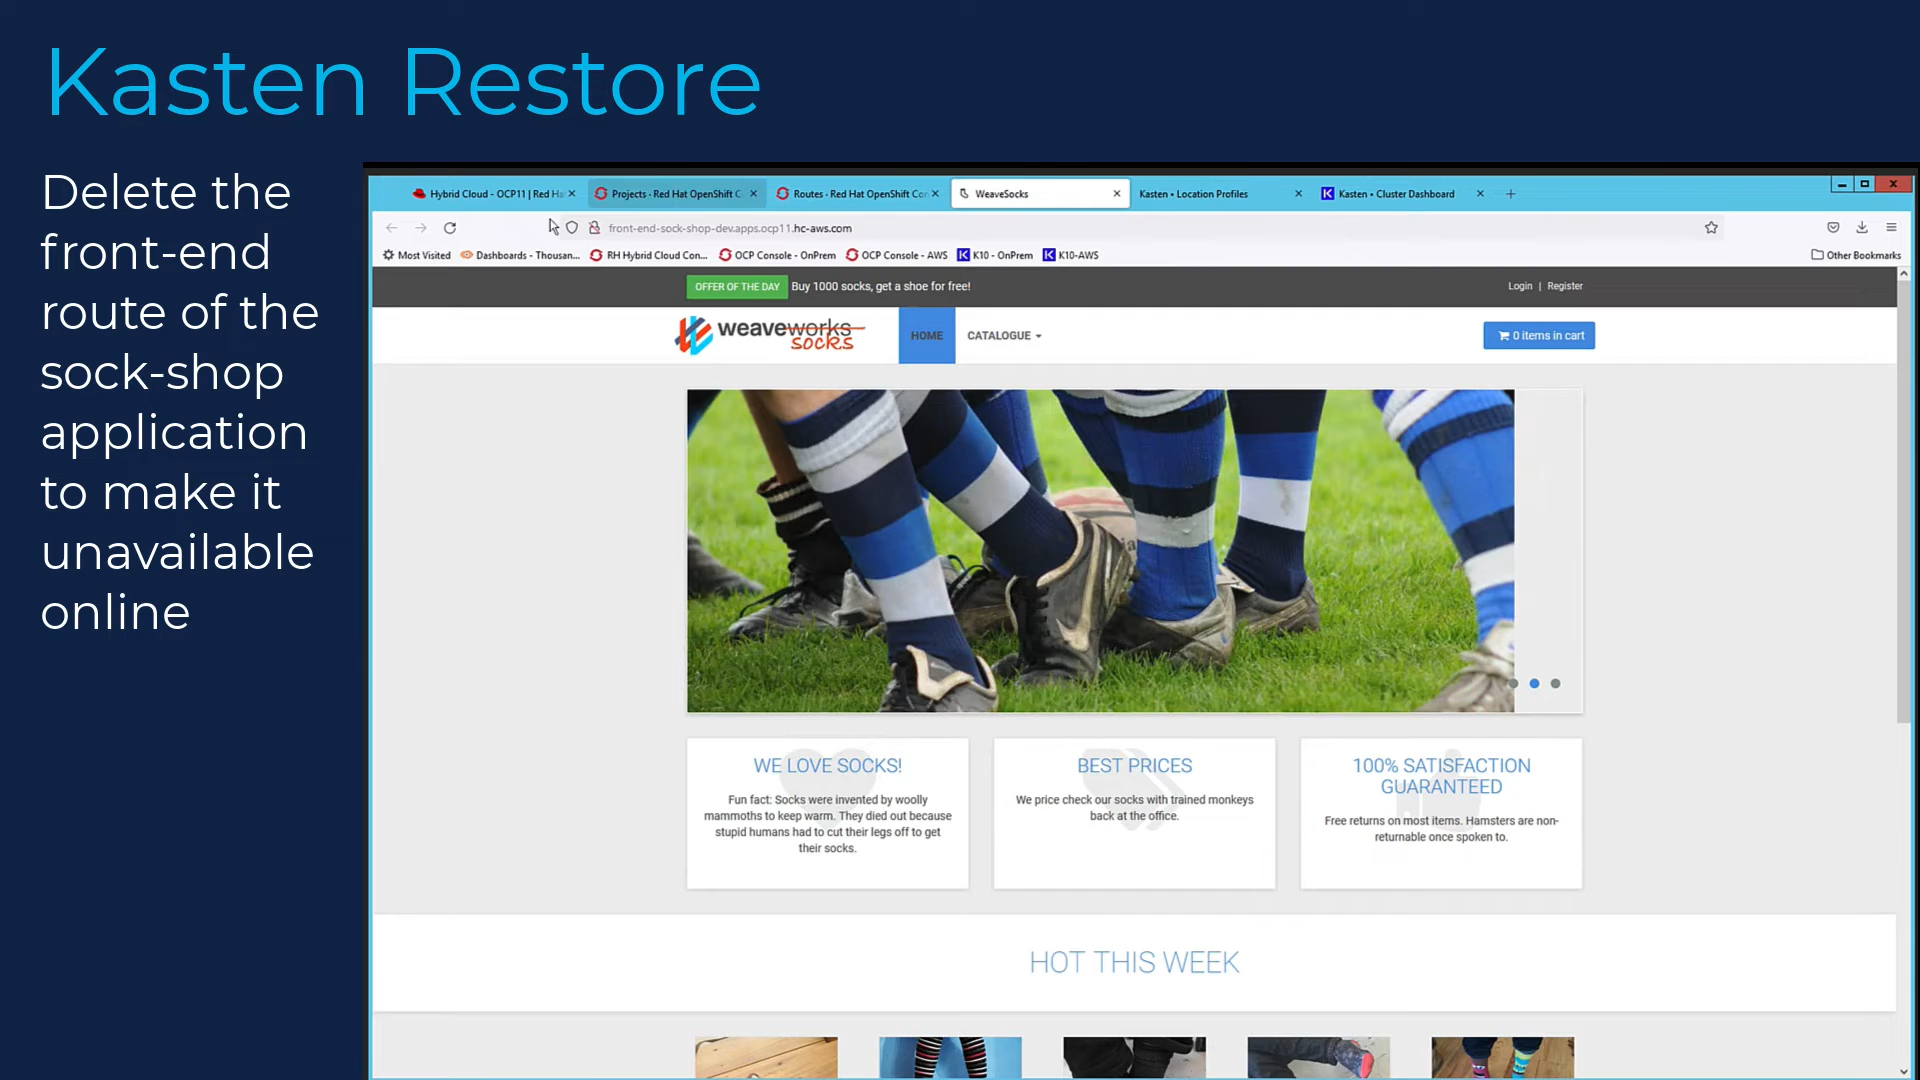 Kasten Restore
Delete the
front-end
route of the
sock-shop
application
to make it
unavailable
online
Hybrid Cloud - OCP11 | Red Ha
Projects · Red Hat OpenShift C
Routes · Red Hat OpenShift Con
WeaveSocks
Kasten • Location Profiles
Kasten • Cluster Dashboard
front-end-sock-shop-dev.apps.ocp11.hc-aws.com
Most Visited
Dashboards - Thousan...
RH Hybrid Cloud Con...
OCP Console - OnPrem
OCP Console - AWS
K10 - OnPrem
K10-AWS
Other Bookmarks
OFFER OF THE DAY Buy 1000 socks, get a shoe for free!
Login | Register
weaveworks
socks
HOME
CATALOGUE
0 items in cart
WE LOVE SOCKS!
Fun fact: Socks were invented by woolly
mammoths to keep warm. They died out because
stupid humans had to cut their legs off to get
their socks.
BEST PRICES
We price check our socks with trained monkeys
back at the office.
100% SATISFACTION
GUARANTEED
Free returns on most items. Hamsters are non-
returnable once spoken to.
HOT THIS WEEK